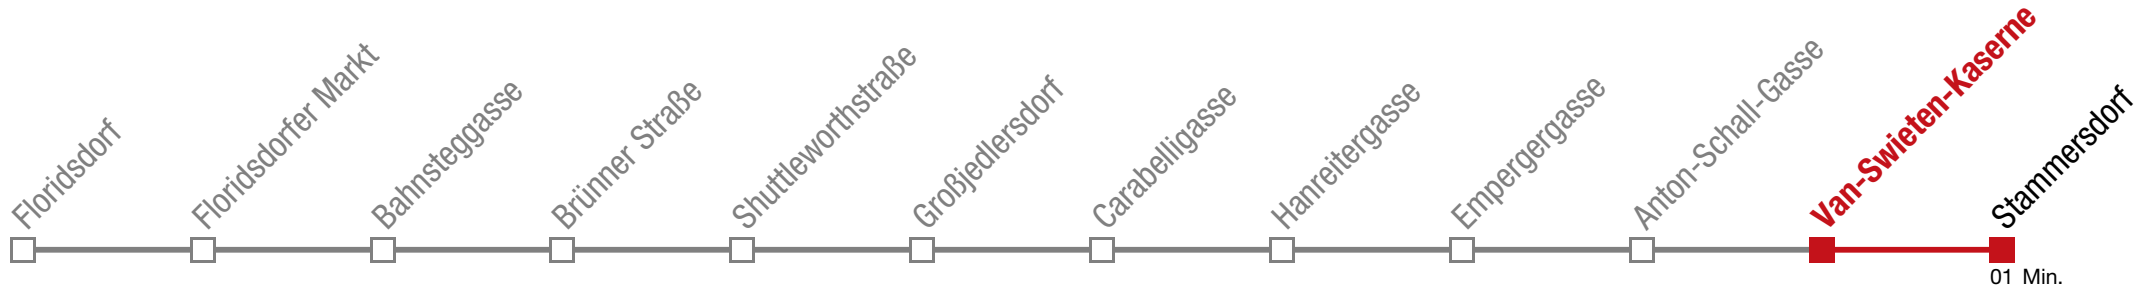 Floridsdorf
Floridsdorfer Markt
Bahnsteggasse
Brünner Straße
Shuttleworthstraße
Großjedlersdorf
Carabelligasse
Hanreitergasse
Empergergasse
Anton-Schall-Gasse
Van-Swieten-Kaserne
Stammersdorf
01 Min.